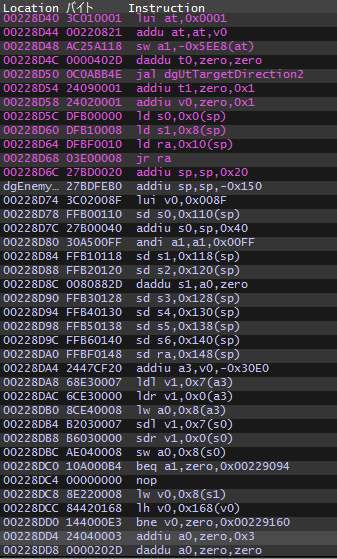 Location バイト Instruction
00228D40 3C010001 lui at,0x0001
00228D44 00220821 addu at,at,v0
00228D48 AC25A118 sw a1,-0x5EE8(at)
00228D4C 0000402D daddu t0,zero,zero
00228D50 0C0ABB4E jal dgUtTargetDirection2
00228D54 24090001 addiu t1,zero,0x1
00228D58 24020001 addiu v0,zero,0x1
00228D5C DFB00000 ld s0,0x0(sp)
00228D60 DFB10008 ld s1,0x8(sp)
00228D64 DFBF0010 ld ra,0x10(sp)
00228D68 03E00008 jr ra
00228D6C 27BD0020 addiu sp,sp,0x20
dgEnemy... 27BDFEB0 addiu sp,sp,-0x150
00228D74 3C02008F lui v0,0x008F
00228D78 FFB00110 sd s0,0x110(sp)
00228D7C 27B00040 addiu s0,sp,0x40
00228D80 30A500FF andi a1,a1,0x00FF
00228D84 FFB10118 sd s1,0x118(sp)
00228D88 FFB20120 sd s2,0x120(sp)
00228D8C 0080882D daddu s1,a0,zero
00228D90 FFB30128 sd s3,0x128(sp)
00228D94 FFB40130 sd s4,0x130(sp)
00228D98 FFB50138 sd s5,0x138(sp)
00228D9C FFB60140 sd s6,0x140(sp)
00228DA0 FFBF0148 sd ra,0x148(sp)
00228DA4 2447CF20 addiu a3,v0,-0x30E0
00228DA8 68E30007 ldl v1,0x7(a3)
00228DAC 6CE30000 ldr v1,0x0(a3)
00228DB0 8CE40008 lw a0,0x8(a3)
00228DB4 B2030007 sdl v1,0x7(s0)
00228DB8 B6030000 sdr v1,0x0(s0)
00228DBC AE040008 sw a0,0x8(s0)
00228DC0 10A000B4 beq a1,zero,0x00229094
00228DC4 00000000 nop
00228DC8 8E220008 lw v0,0x8(s1)
00228DCC 84420168 lh v0,0x168(v0)
00228DD0 144000E3 bne v0,zero,0x00229160
00228DD4 24040003 addiu a0,zero,0x3
00228DD8 0000202D daddu a0,zero,zero